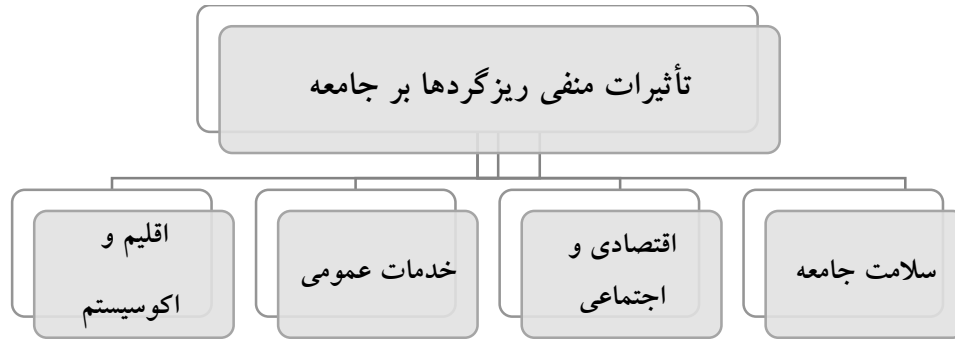 تأثیرات منفی ریزگردها بر جامعه
سلامت جامعه
اقتصادی و
اجتماعی
خدمات عمومی
اقلیم و
اکوسیستم